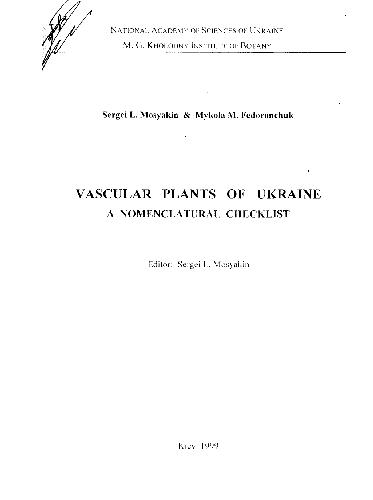 NATIONAL ACADEMY OF SCIENCES OF UKRAINE
M. G. KHOLODNY INSTITUTE OF BOTANY
Sergei L. Mosyakin & Mykola M. Fedoronchuk
VASCULAR PLANTS OF UKRAINE
A NOMENCLATURAL CHECKLIST
Editor: Sergei L. Mosyakin
Kiev 1999